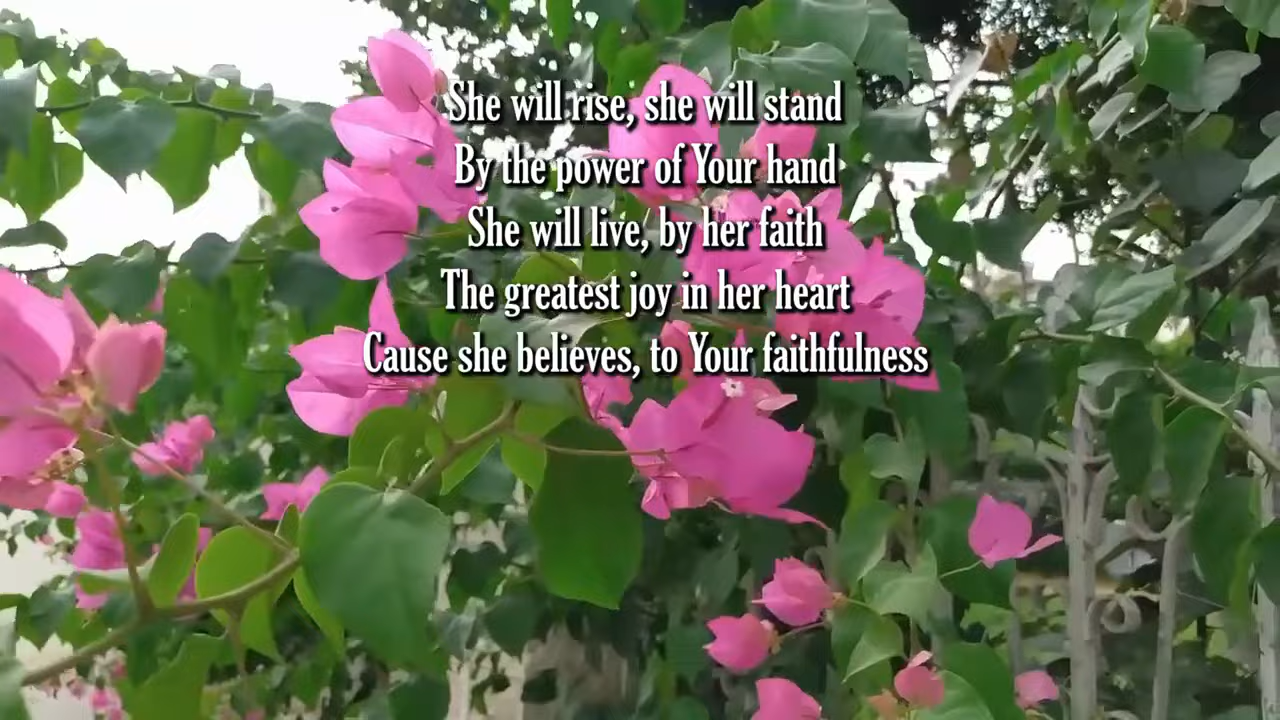 She will rise, she will stand
By the power of Your hand
She will live, by her faith
The greatest joy in her heart
Cause she believes, to Your faithfulness